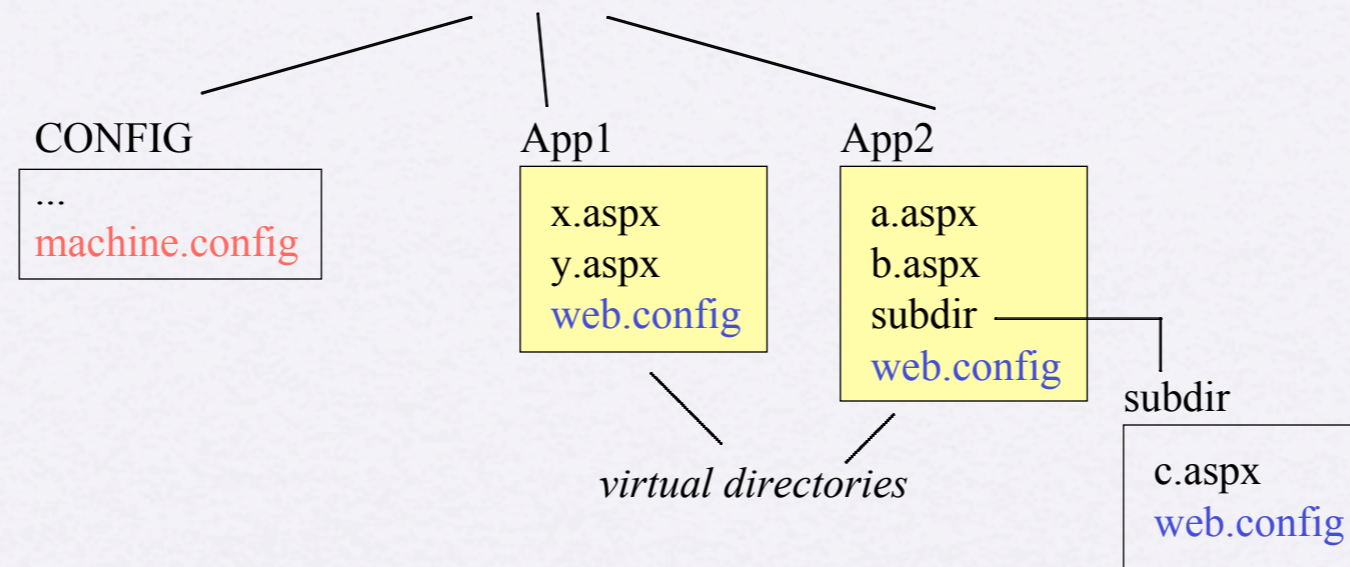 CONFIG
...
machine.config
App1
x.aspx
y.aspx
web.config
App2
a.aspx
b.aspx
subdir
web.config
virtual directories
subdir
c.aspx
web.config